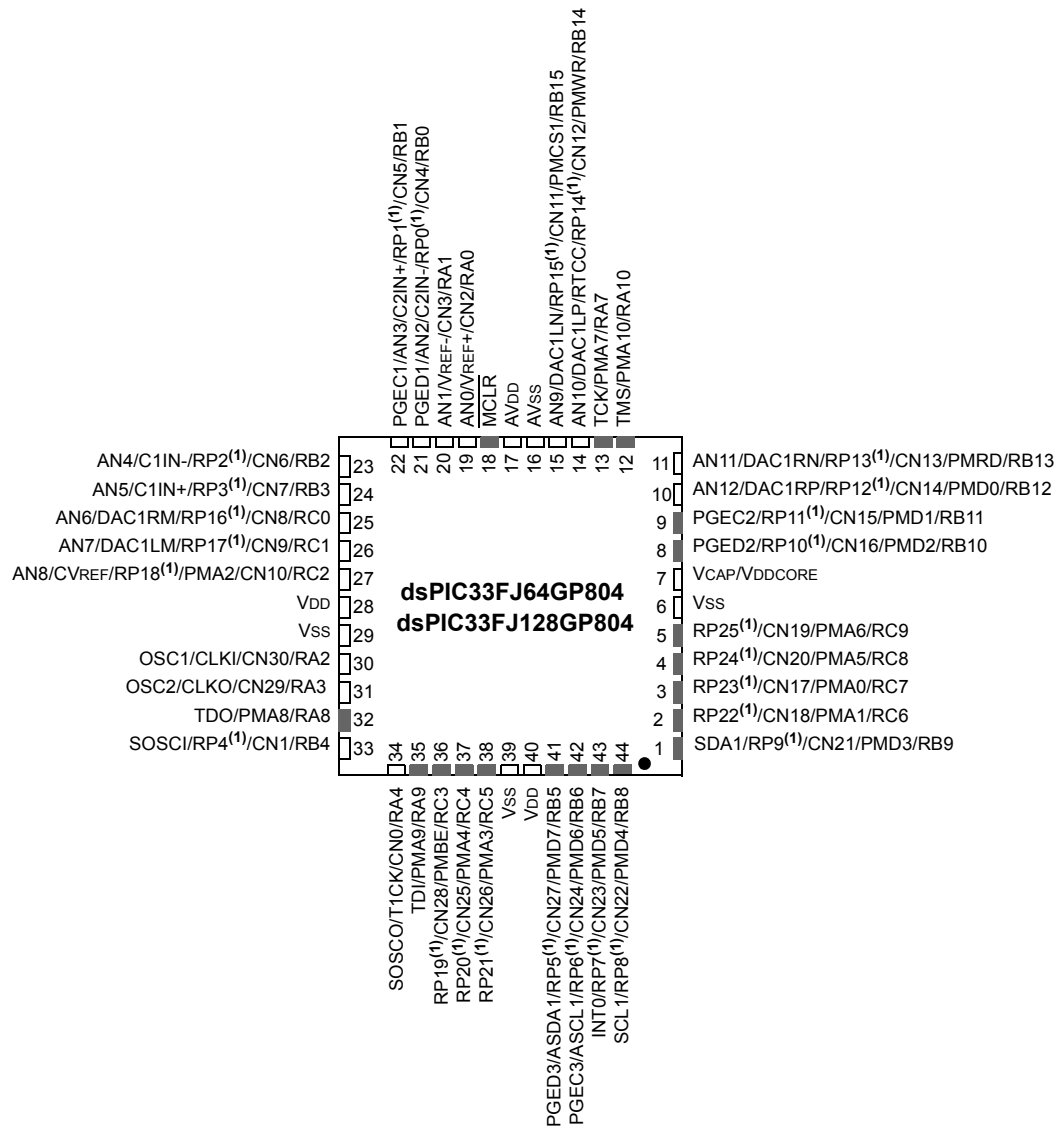 PGEC1/AN3/C2IN+/RP1(1)/CN5/RB1
PGED1/AN2/C2IN-/RP0(1)/CN4/RB0
AN1/VREF-/CN3/RA1
AN0/VREF+/CN2/RA0
MCLR
AVDD
AVSS
AN9/DAC1LN/RP15(1)/CN11/PMCS1/RB15
AN10/DAC1LP/RTCC/RP14(1)/CN12/PMWR/RB14
TCK/PMA7/RA7
TMS/PMA10/RA10
22 21 20 19 18 17 16 15 14 13 12
AN4/C1IN-/RP2(1)/CN6/RB2 23
AN5/C1IN+/RP3(1)/CN7/RB3 24
AN6/DAC1RM/RP16(1)/CN8/RC0 25
AN7/DAC1LM/RP17(1)/CN9/RC1 26
AN8/CVREF/RP18(1)/PMA2/CN10/RC2 27
VDD 28
VSS 29
OSC1/CLKI/CN30/RA2 30
OSC2/CLKO/CN29/RA3 31
TDO/PMA8/RA8 32
SOSCI/RP4(1)/CN1/RB4 33
dsPIC33FJ64GP804
dsPIC33FJ128GP804
11 AN11/DAC1RN/RP13(1)/CN13/PMRD/RB13
10 AN12/DAC1RP/RP12(1)/CN14/PMD0/RB12
9 PGEC2/RP11(1)/CN15/PMD1/RB11
8 PGED2/RP10(1)/CN16/PMD2/RB10
7 VCAP/VDDCORE
6 VSS
5 RP25(1)/CN19/PMA6/RC9
4 RP24(1)/CN20/PMA5/RC8
3 RP23(1)/CN17/PMA0/RC7
2 RP22(1)/CN18/PMA1/RC6
1 SDA1/RP9(1)/CN21/PMD3/RB9
34 35 36 37 38 39 40 41 42 43 44
SOSCO/T1CK/CN0/RA4
TDI/PMA9/RA9
RP19(1)/CN28/PMBE/RC3
RP20(1)/CN25/PMA4/RC4
RP21(1)/CN26/PMA3/RC5
VSS
VDD
PGED3/ASDA1/RP5(1)/CN27/PMD7/RB5
PGEC3/ASCL1/RP6(1)/CN24/PMD6/RB6
INT0/RP7(1)/CN23/PMD5/RB7
SCL1/RP8(1)/CN22/PMD4/RB8